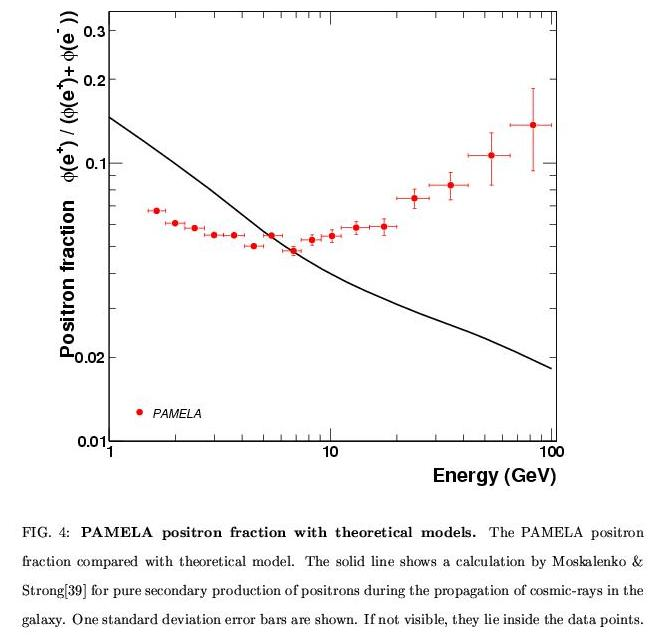 0.3
0.2
0.1
0.02
0.01
Positron fraction ϕ(e⁺) / (ϕ(e⁺)+ ϕ(e⁻))
PAMELA
1
10
100
Energy (GeV)
FIG. 4: PAMELA positron fraction with theoretical models. The PAMELA positron
fraction compared with theoretical model. The solid line shows a calculation by Moskalenko &
Strong[39] for pure secondary production of positrons during the propagation of cosmic-rays in the
galaxy. One standard deviation error bars are shown. If not visible, they lie inside the data points.